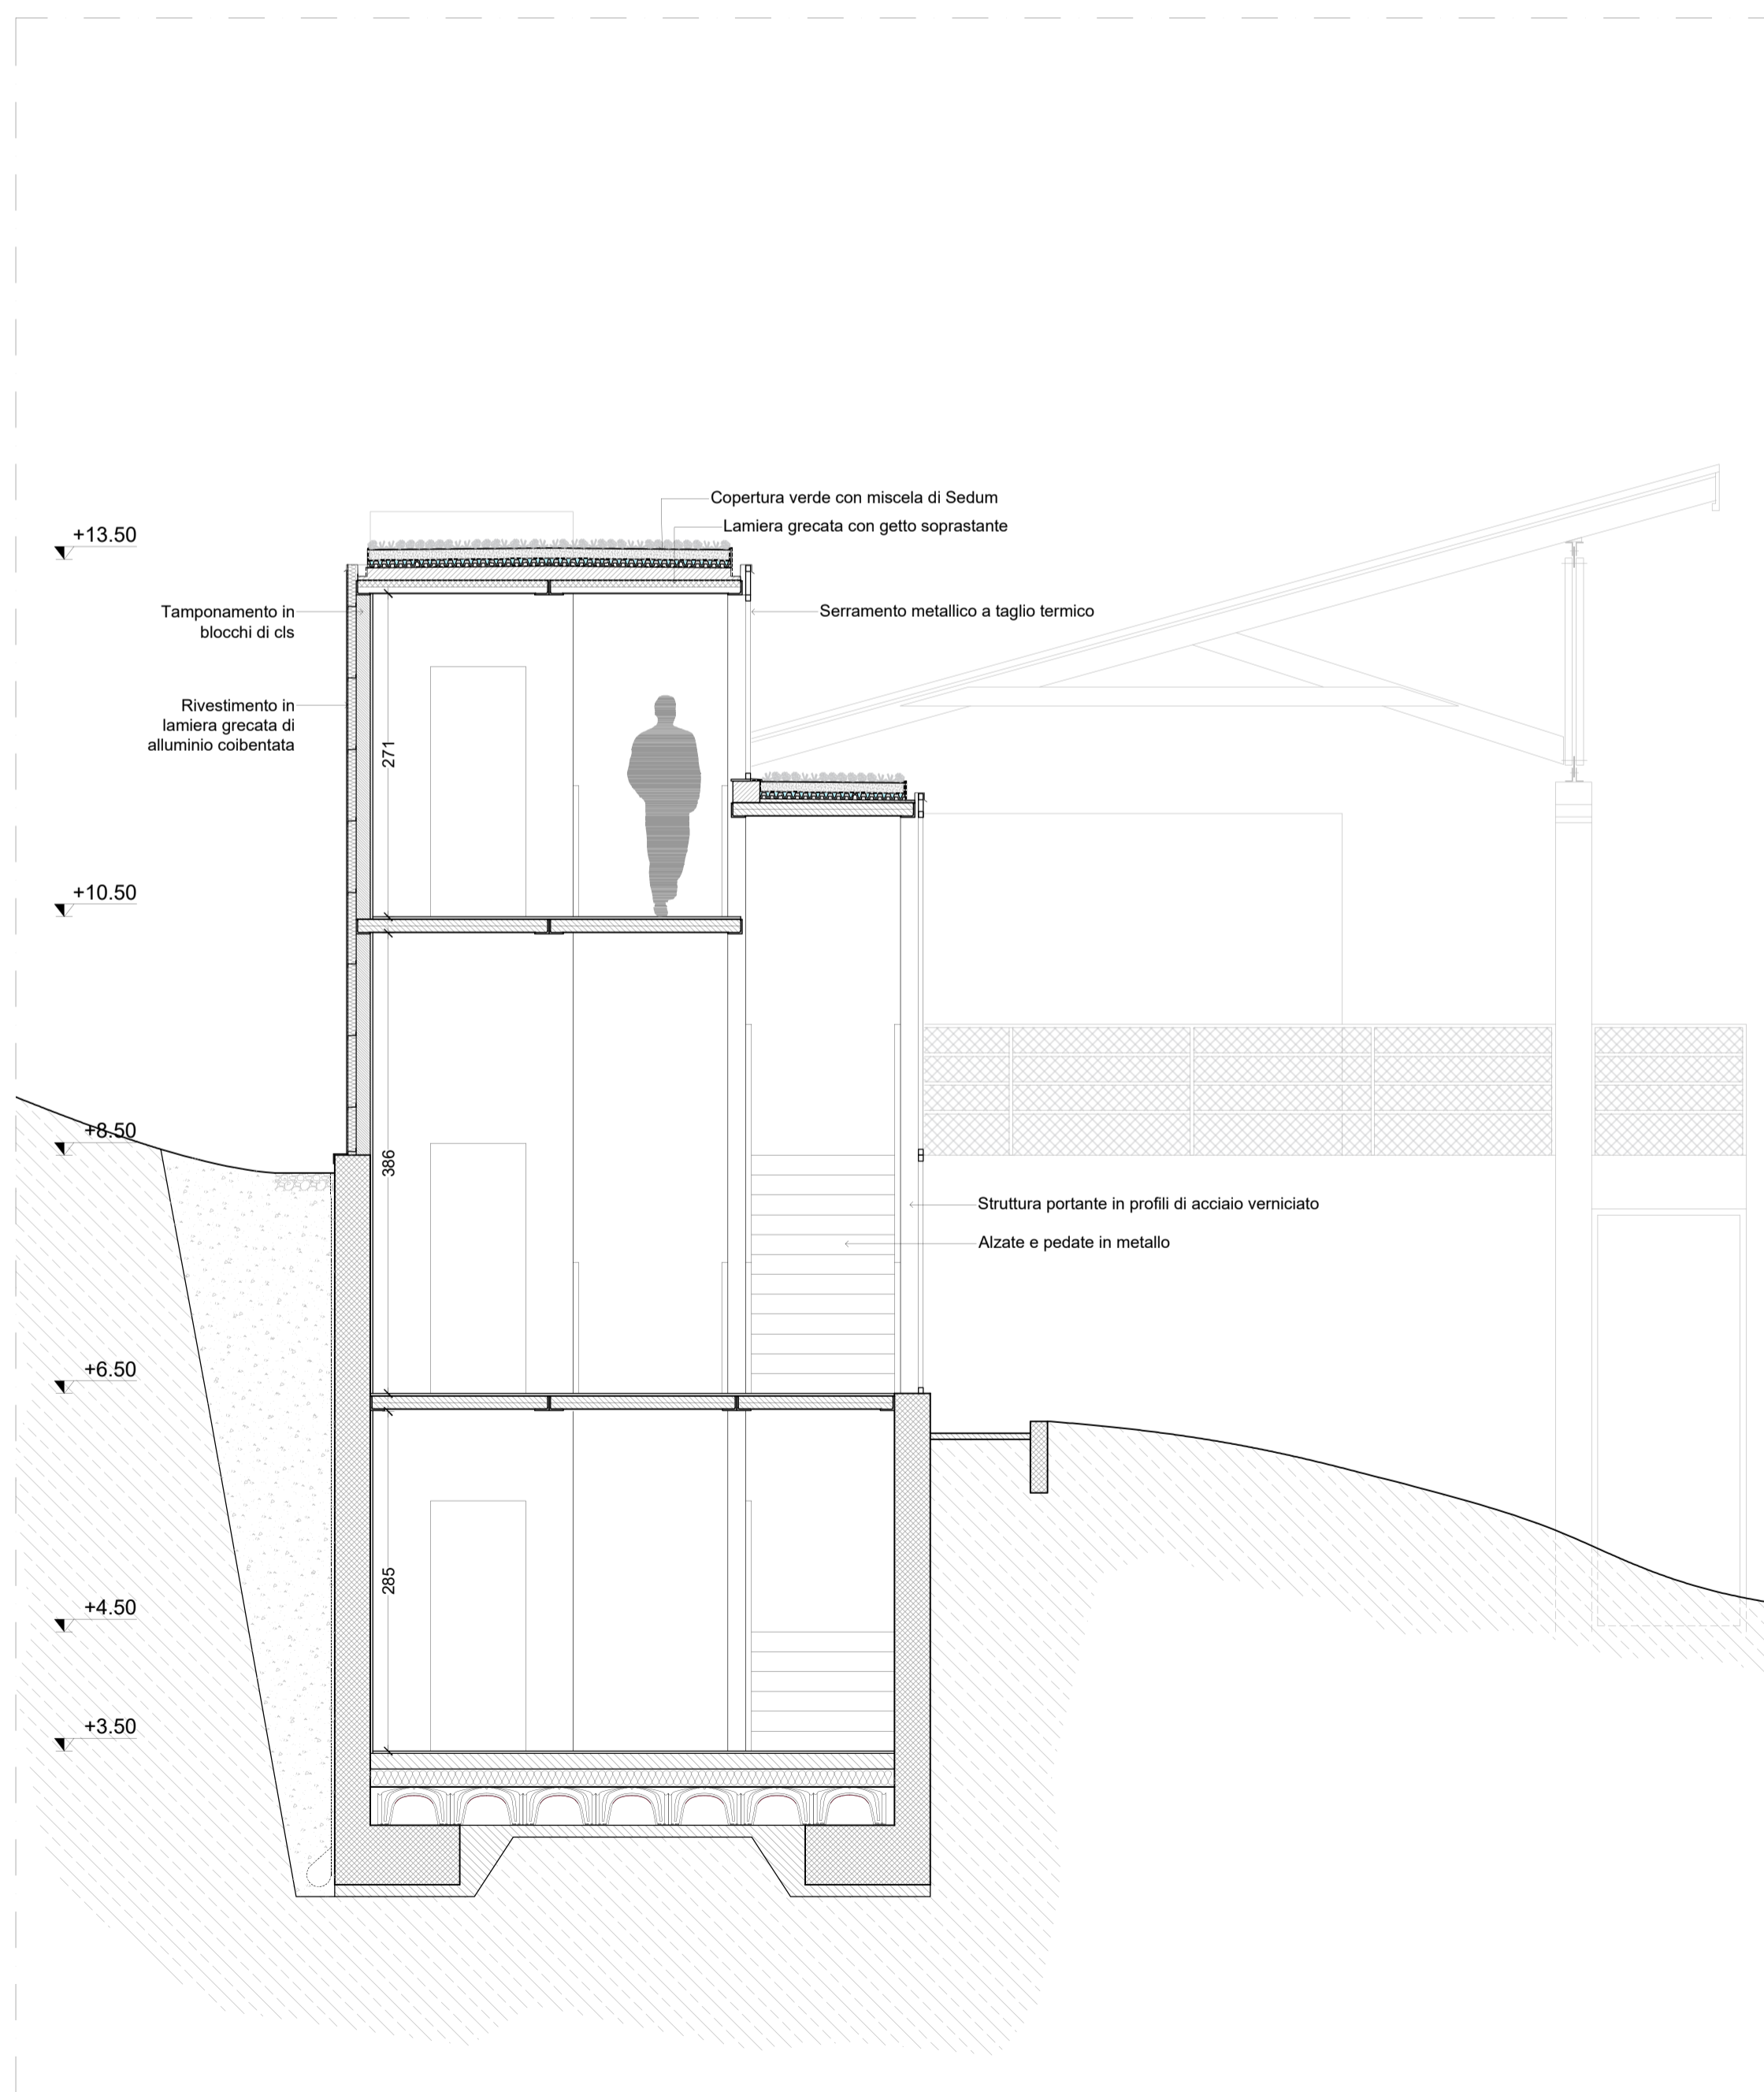 Copertura verde con miscela di Sedum
Lamiera grecata con getto soprastante
+13.50
Tamponamento in
blocchi di cls
Serramento metallico a taglio termico
Rivestimento in
lamiera grecata di
alluminio coibentata
271
+10.50
+8.50
386
Struttura portante in profili di acciaio verniciato
Alzate e pedate in metallo
+6.50
285
+4.50
+3.50